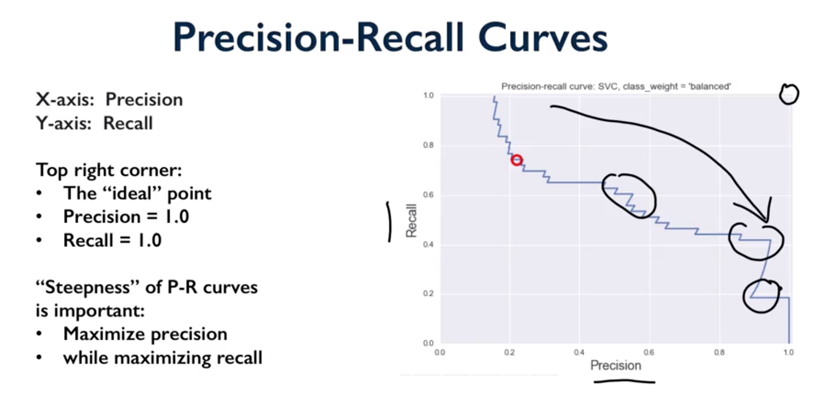 Precision-Recall Curves
X-axis: Precision
Y-axis: Recall
Top right corner:
• The “ideal” point
• Precision = 1.0
• Recall = 1.0
“Steepness” of P-R curves
is important:
• Maximize precision
• while maximizing recall
Precision-recall curve: SVC, class_weight = 'balanced'
1.0
0.8
0.6
0.4
0.2
0.0
Recall
0.0 0.2 0.4 0.6 0.8 1.0
Precision